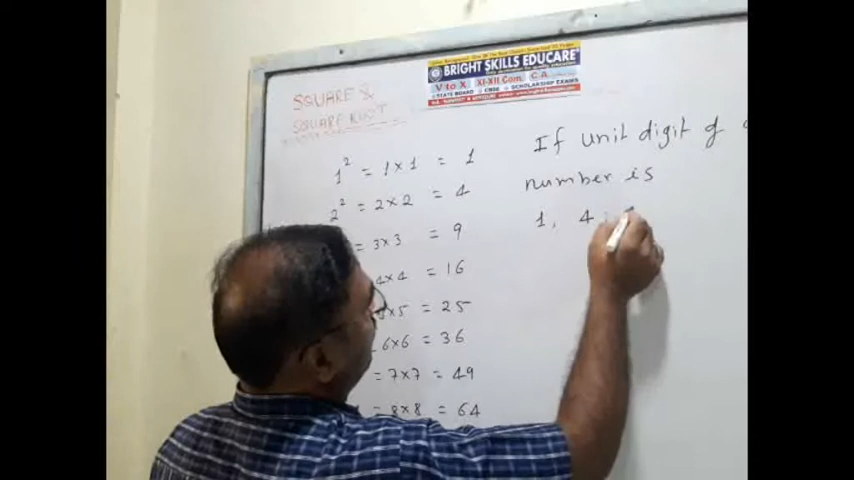 BRIGHT SKILLS EDUCARE
V to X XI-XII Com. C A
STATE BOARD CBSE SCHOLARSHIP EXAMS
SQUARE &
SQUARE ROOT
1² = 1×1 = 1
2² = 2×2 = 4
= 3×3 = 9
4×4 = 16
×5 = 25
6×6 = 36
= 7×7 = 49
= 8×8 = 64
If unit digit of
number is
1, 4,